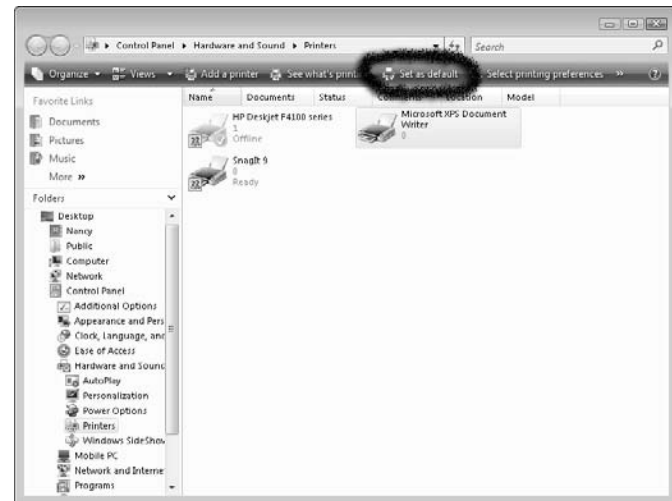 Control Panel ▸ Hardware and Sound ▸ Printers
Search
Organize Views Add a printer See what's print Set as default Select printing preferences »
Favorite Links
Documents
Pictures
Music
More »
Folders
Desktop
Nancy
Public
Computer
Network
Control Panel
Additional Options
Appearance and Pers
Clock, Language, and
Ease of Access
Hardware and Sound
AutoPlay
Personalization
Power Options
Printers
Windows SideShow
Mobile PC
Network and Interne
Programs
Name Documents Status Comments Location Model
HP Deskjet F4100 series
1
Offline
Microsoft XPS Document
Writer
0
SnagIt 9
0
Ready